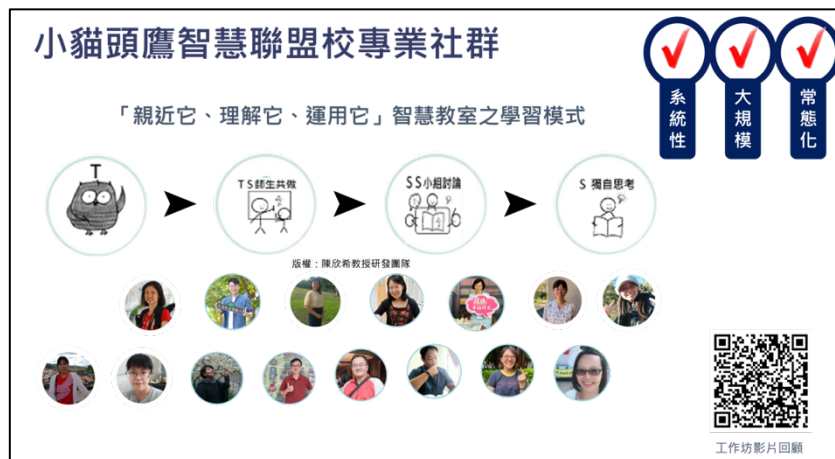 小貓頭鷹智慧聯盟校專業社群
系統性
大規模
常態化
「親近它、理解它、運用它」智慧教室之學習模式
T
TS師生共做
SS小組討論
S 獨自思考
版權：陳欣希教授研發團隊
工作坊影片回顧